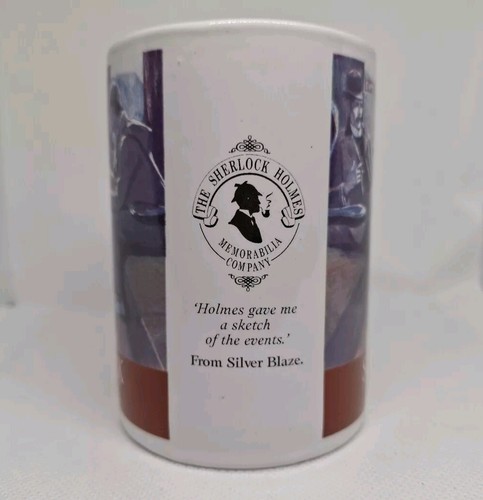 THE SHERLOCK HOLMES
MEMORABILIA
COMPANY
‘Holmes gave me
a sketch
of the events.’
From Silver Blaze.